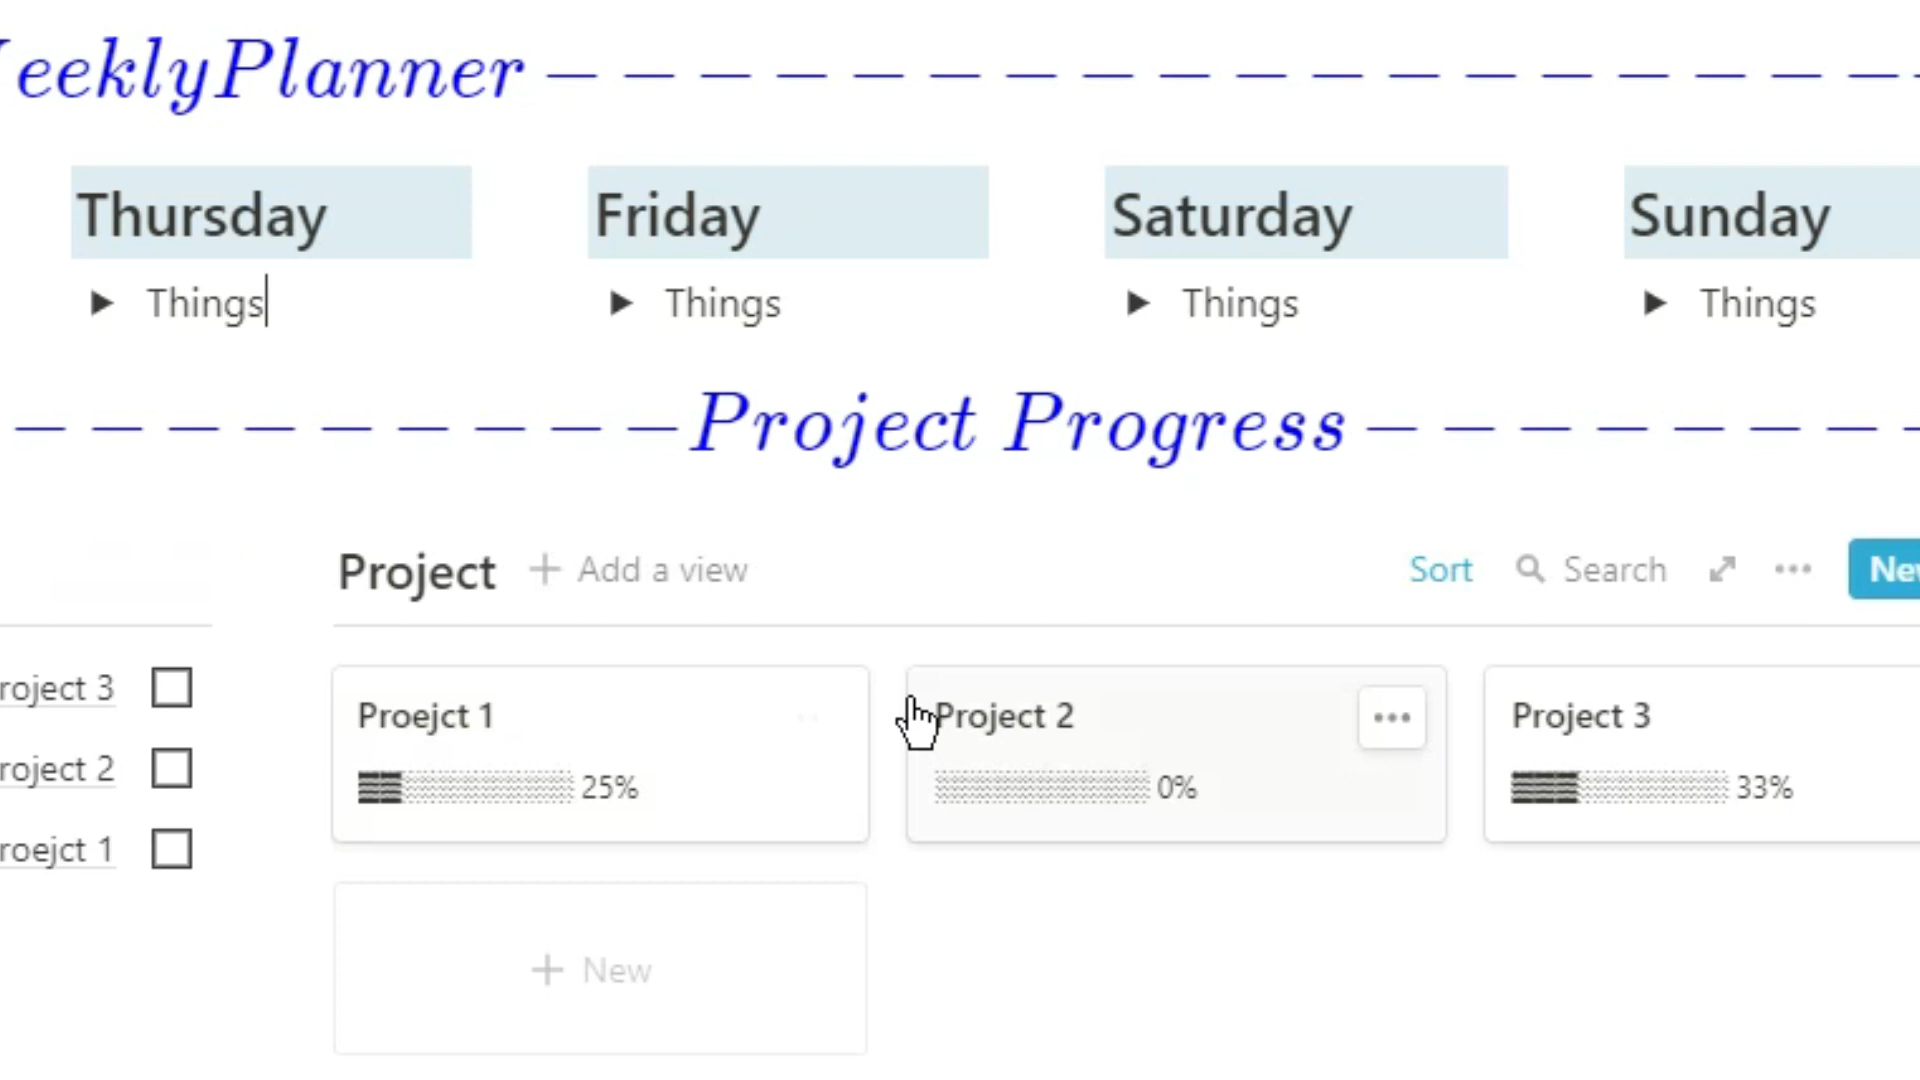 eeklyPlanner
Thursday Friday Saturday Sunday
Things Things Things Things
Project Progress
Project + Add a view Sort Search ••• New
roject 3 Proejct 1 Project 2 ••• Project 3
25% 0% 33%
roject 2
roejct 1
+ New